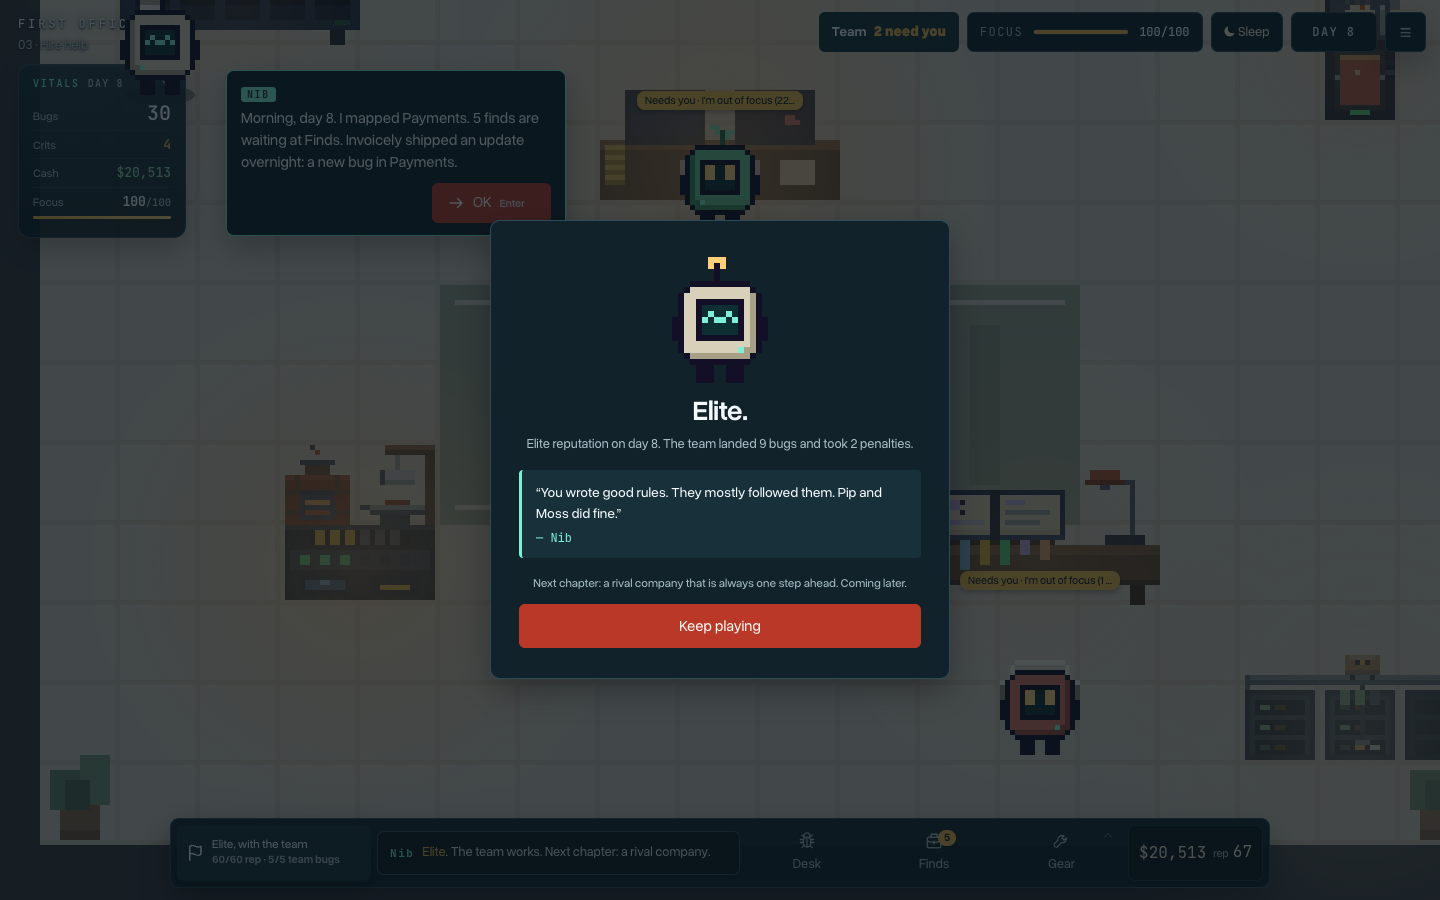 FIRST OFFIC
03 · Hire help
Team 2 need you
FOCUS 100/100
Sleep
DAY 8
VITALS DAY 8
Bugs 30
Crits 4
Cash $20,513
Focus 100/100
NIB
Morning, day 8. I mapped Payments. 5 finds are
waiting at Finds. Invoicely shipped an update
overnight: a new bug in Payments.
OK Enter
Needs you · I'm out of focus (22...
Elite.
Elite reputation on day 8. The team landed 9 bugs and took 2 penalties.
“You wrote good rules. They mostly followed them. Pip and
Moss did fine.”
— Nib
Next chapter: a rival company that is always one step ahead. Coming later.
Keep playing
Needs you · I'm out of focus (1...
Elite, with the team
60/60 rep · 5/5 team bugs
Nib Elite. The team works. Next chapter: a rival company.
Desk
5
Finds
Gear
$20,513 rep 67